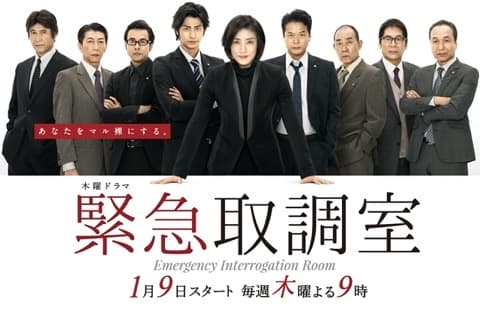 あなたをマル裸にする。
木曜ドラマ
緊急取調室
Emergency Interrogation Room
1月9日スタート 毎週木曜よる9時